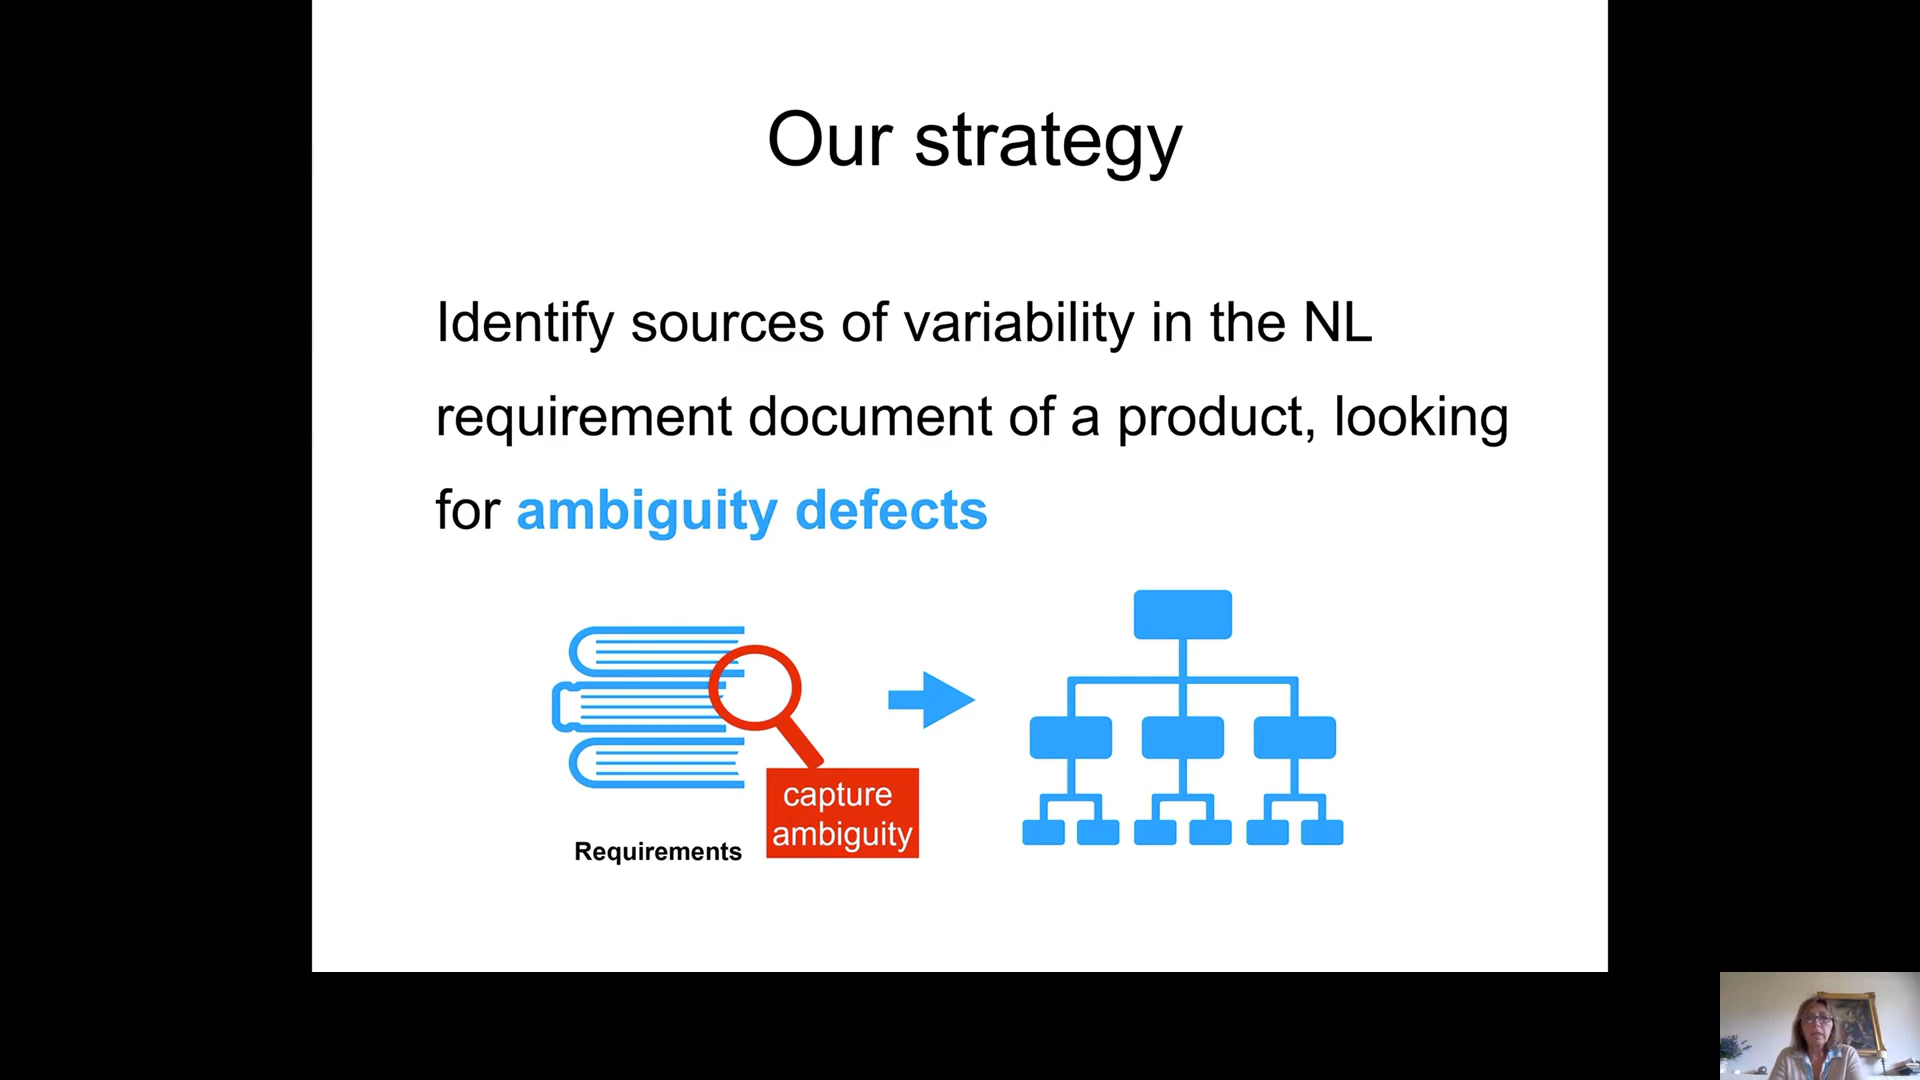 Our strategy
Identify sources of variability in the NL
requirement document of a product, looking
for ambiguity defects
capture
ambiguity
Requirements